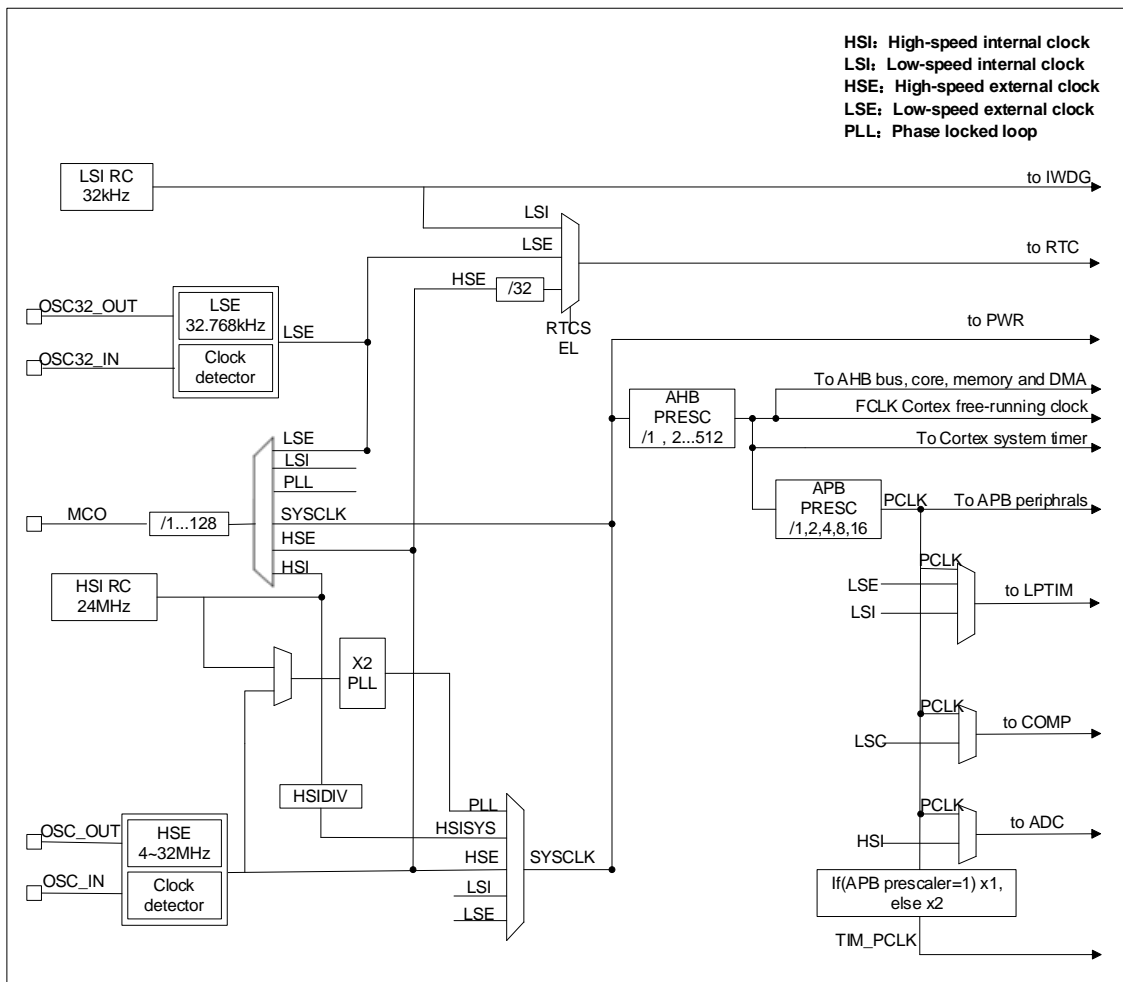 HSI：High-speed internal clock
LSI：Low-speed internal clock
HSE：High-speed external clock
LSE：Low-speed external clock
PLL：Phase locked loop
LSI RC
32kHz
to IWDG
LSI
LSE
to RTC
HSE
/32
RTCS
EL
OSC32_OUT
LSE
32.768kHz
LSE
OSC32_IN
Clock
detector
to PWR
To AHB bus, core, memory and DMA
AHB
PRESC
/1 , 2...512
FCLK Cortex free-running clock
To Cortex system timer
LSE
LSI
PLL
MCO
/1...128
SYSCLK
HSE
HSI
APB
PRESC
/1,2,4,8,16
PCLK
To APB periphrals
HSI RC
24MHz
PCLK
LSE
LSI
to LPTIM
X2
PLL
PCLK
LSC
to COMP
HSIDIV
PLL
HSISYS
HSE
LSI
LSE
SYSCLK
OSC_OUT
HSE
4~32MHz
OSC_IN
Clock
detector
PCLK
HSI
to ADC
If(APB prescaler=1) x1,
else x2
TIM_PCLK